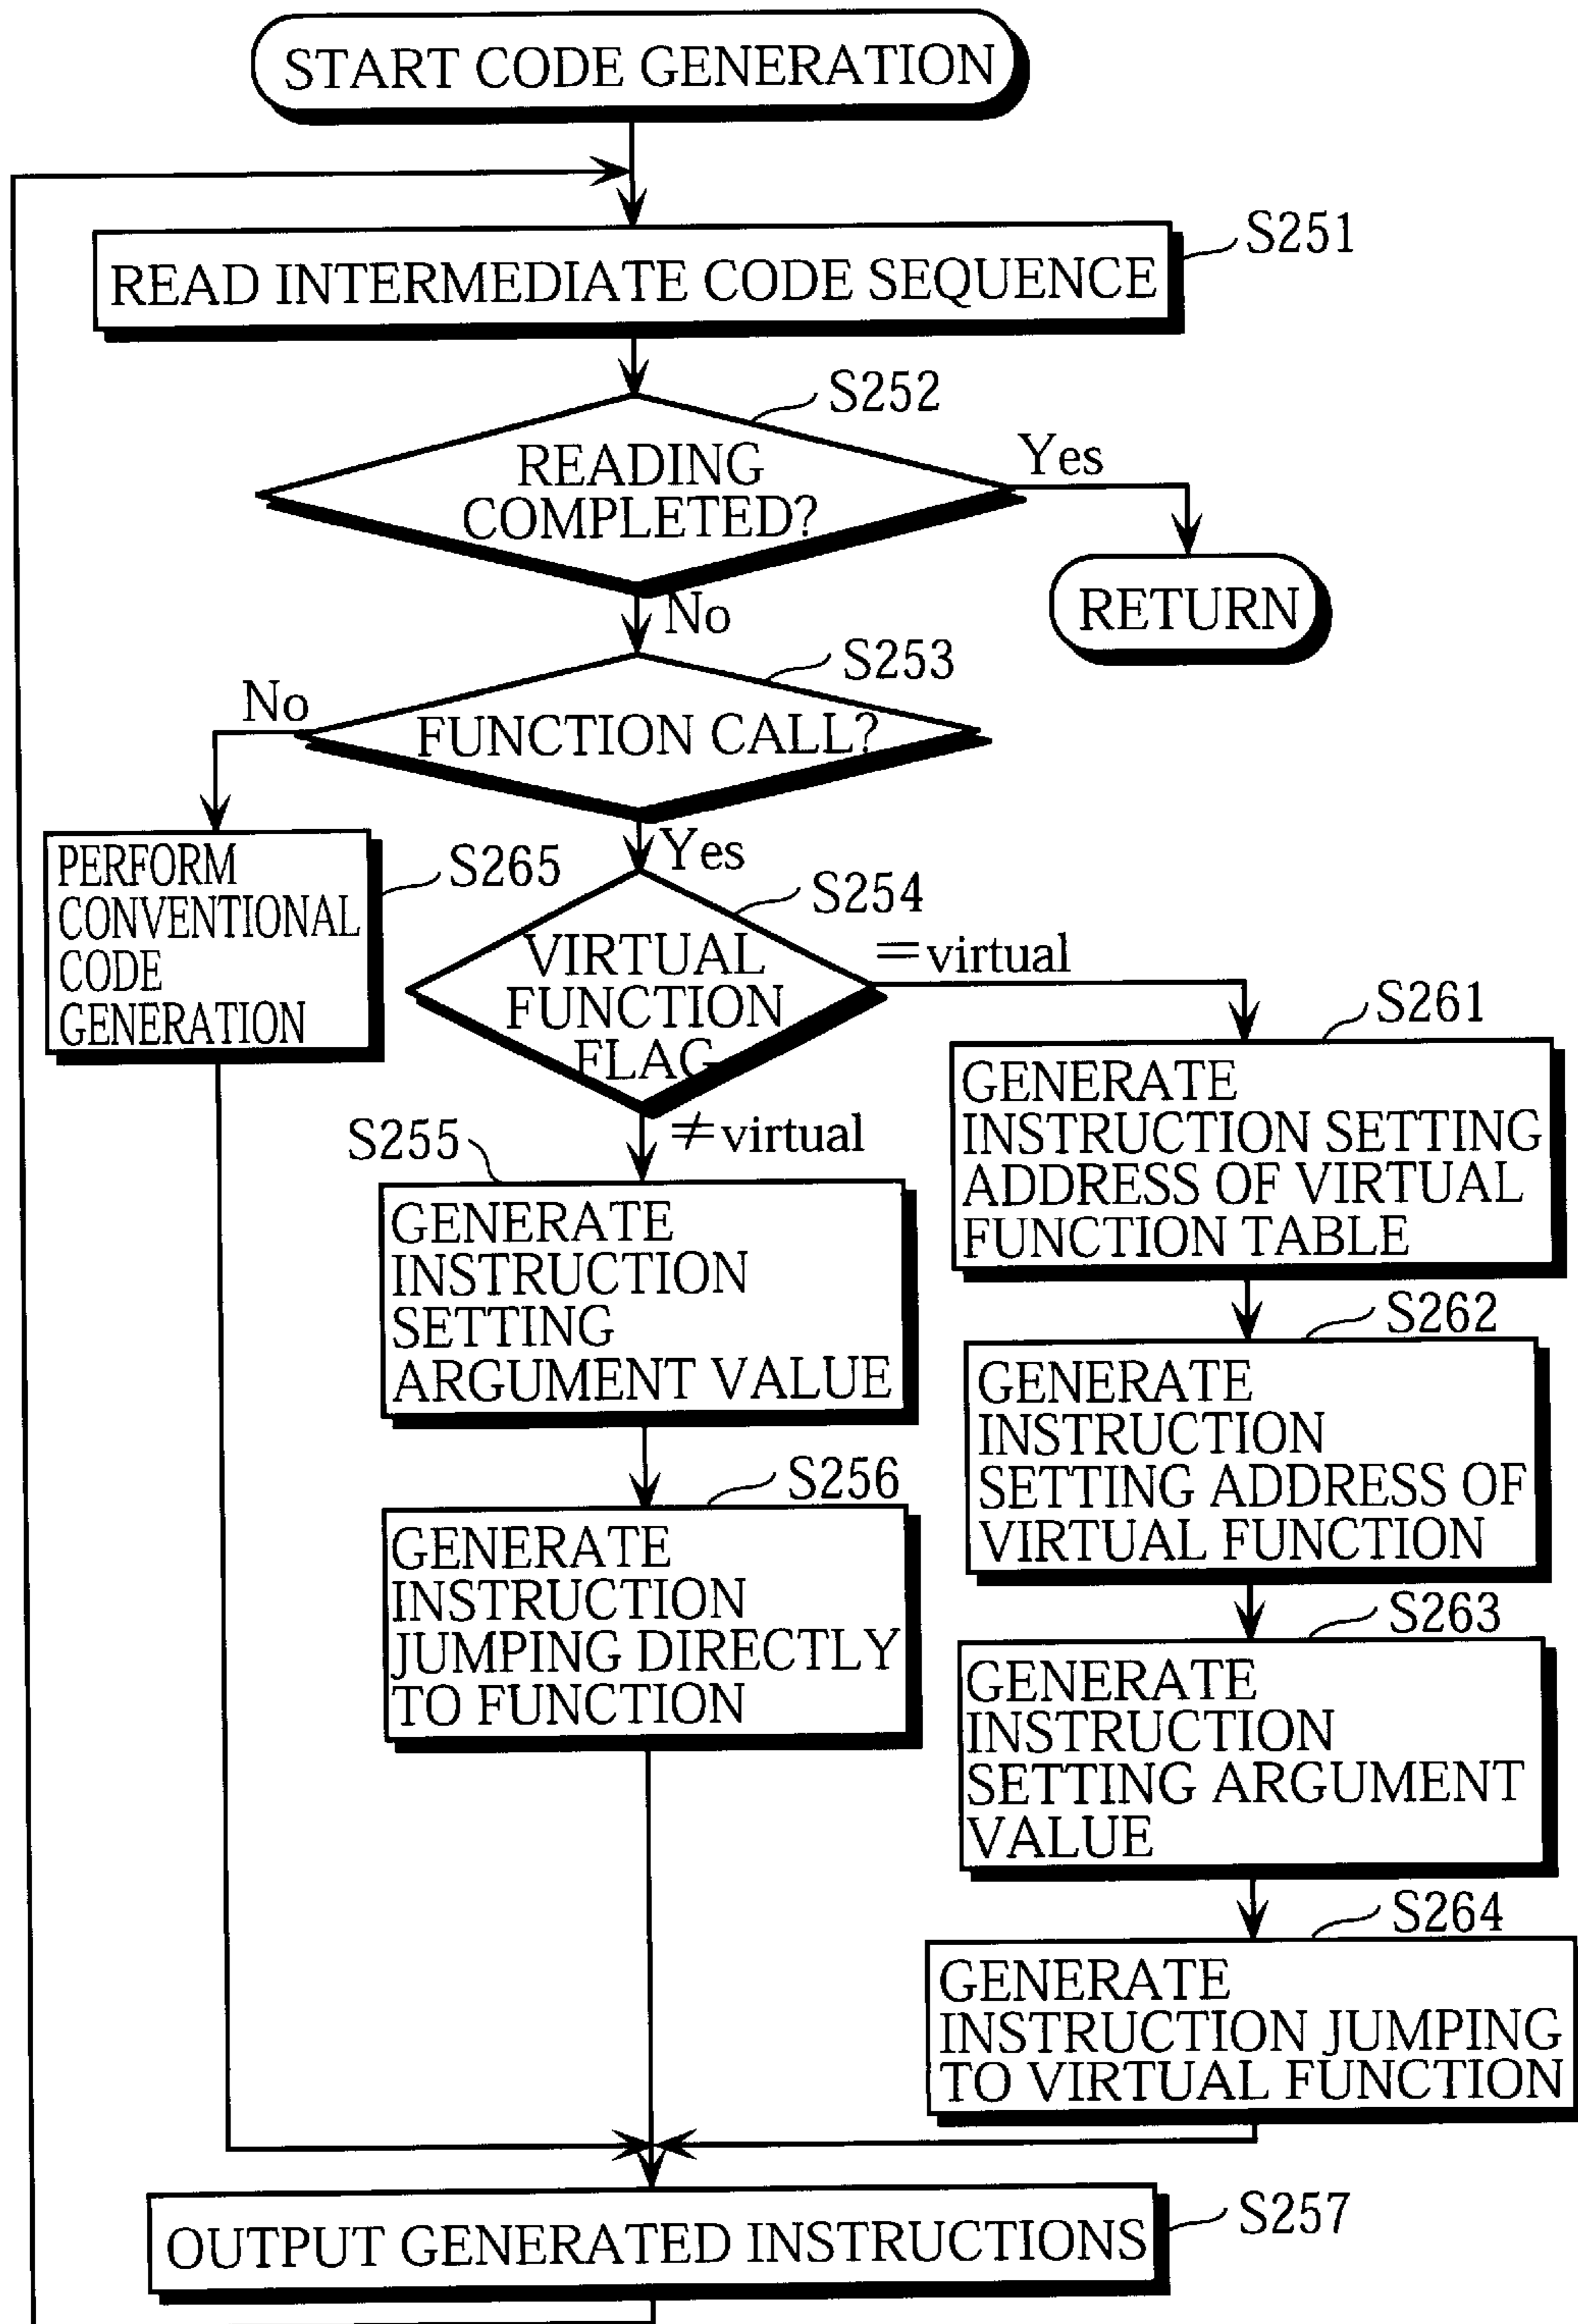 START CODE GENERATION
S251
READ INTERMEDIATE CODE SEQUENCE
S252
READING
COMPLETED?
Yes
RETURN
No
S253
FUNCTION CALL?
No
S265
PERFORM
CONVENTIONAL
CODE
GENERATION
Yes
S254
VIRTUAL
FUNCTION
FLAG
=virtual
≠virtual
S255
GENERATE
INSTRUCTION
SETTING
ARGUMENT VALUE
S256
GENERATE
INSTRUCTION
JUMPING DIRECTLY
TO FUNCTION
S261
GENERATE
INSTRUCTION SETTING
ADDRESS OF VIRTUAL
FUNCTION TABLE
S262
GENERATE
INSTRUCTION
SETTING ADDRESS OF
VIRTUAL FUNCTION
S263
GENERATE
INSTRUCTION
SETTING ARGUMENT
VALUE
S264
GENERATE
INSTRUCTION JUMPING
TO VIRTUAL FUNCTION
S257
OUTPUT GENERATED INSTRUCTIONS